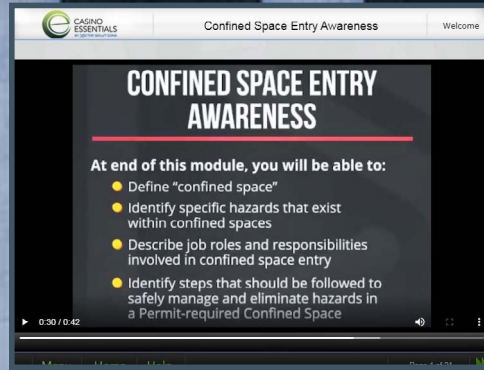 CASINO
ESSENTIALS
Confined Space Entry Awareness
Welcome
CONFINED SPACE ENTRY
AWARENESS
At end of this module, you will be able to:
Define “confined space”
Identify specific hazards that exist
within confined spaces
Describe job roles and responsibilities
involved in confined space entry
Identify steps that should be followed to
safely manage and eliminate hazards in
a Permit-required Confined Space
0:30 / 0:42